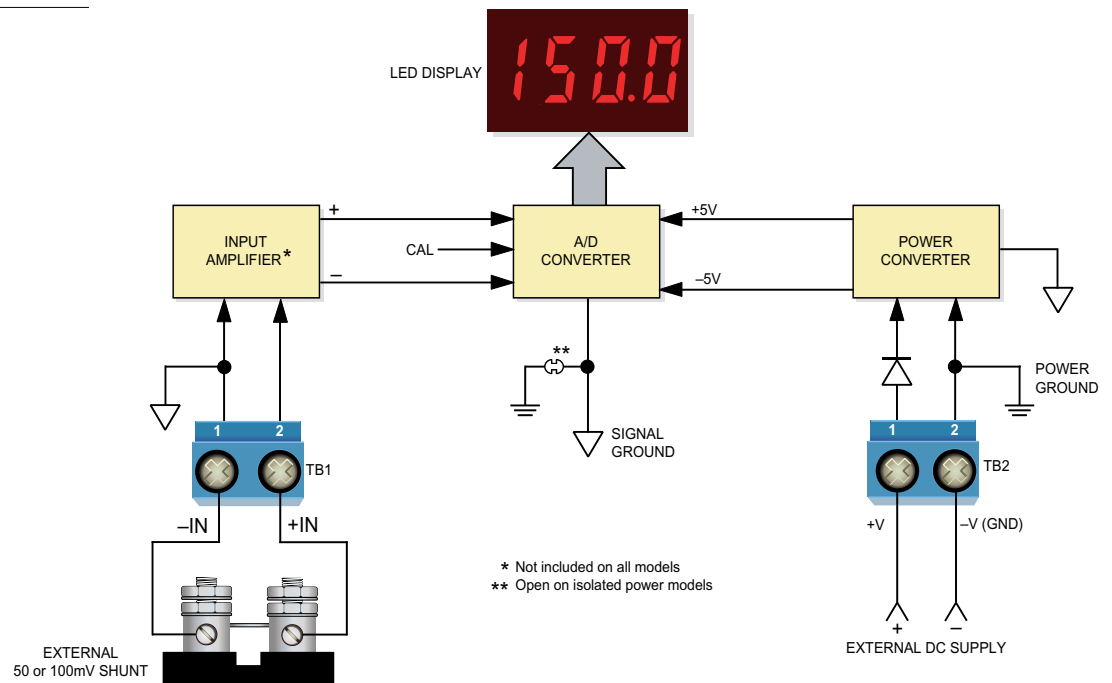 LED DISPLAY
150.0
INPUT
AMPLIFIER*
+
–
CAL
A/D
CONVERTER
+5V
–5V
POWER
CONVERTER
**
SIGNAL
GROUND
POWER
GROUND
1 2
TB1
–IN +IN
1 2
TB2
+V –V (GND)
* Not included on all models
** Open on isolated power models
+ –
EXTERNAL DC SUPPLY
EXTERNAL
50 or 100mV SHUNT